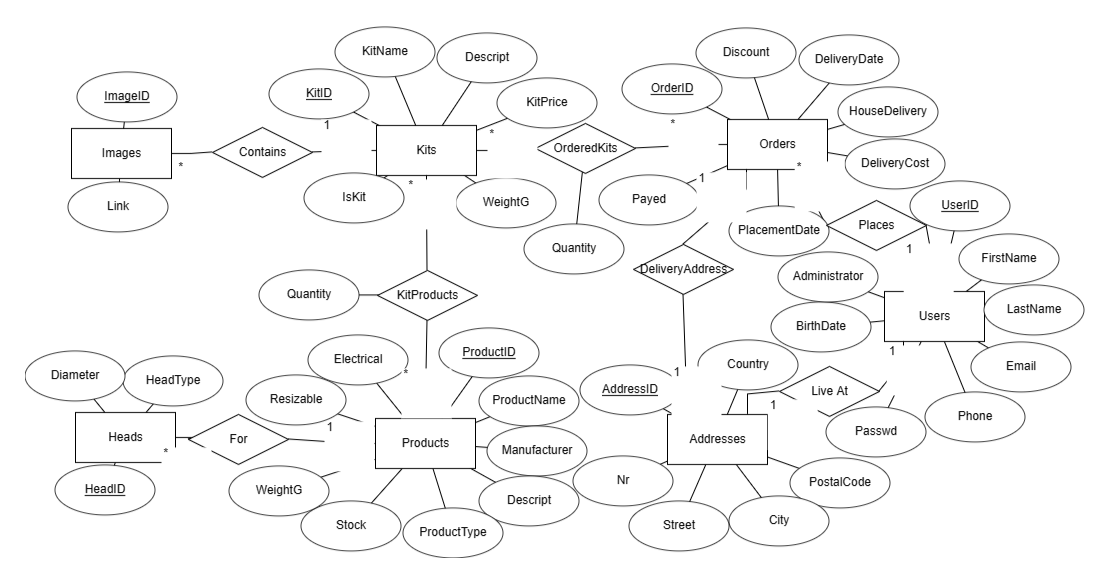 KitName
Discount
Descript
DeliveryDate
ImageID
KitID
KitPrice
OrderID
HouseDelivery
1
*
*
Images
*
Contains
Kits
OrderedKits
Orders
*
DeliveryCost
IsKit
*
WeightG
Payed
1
Link
UserID
Quantity
PlacementDate
Places
1
FirstName
DeliveryAddress
Administrator
Quantity
KitProducts
LastName
BirthDate
Users
1
Electrical
ProductID
*
Country
Email
Diameter
HeadType
1
AddressID
Live At
Resizable
ProductName
1
Phone
1
Passwd
Heads
For
Products
Manufacturer
Addresses
*
HeadID
WeightG
Descript
Nr
PostalCode
Stock
ProductType
Street
City